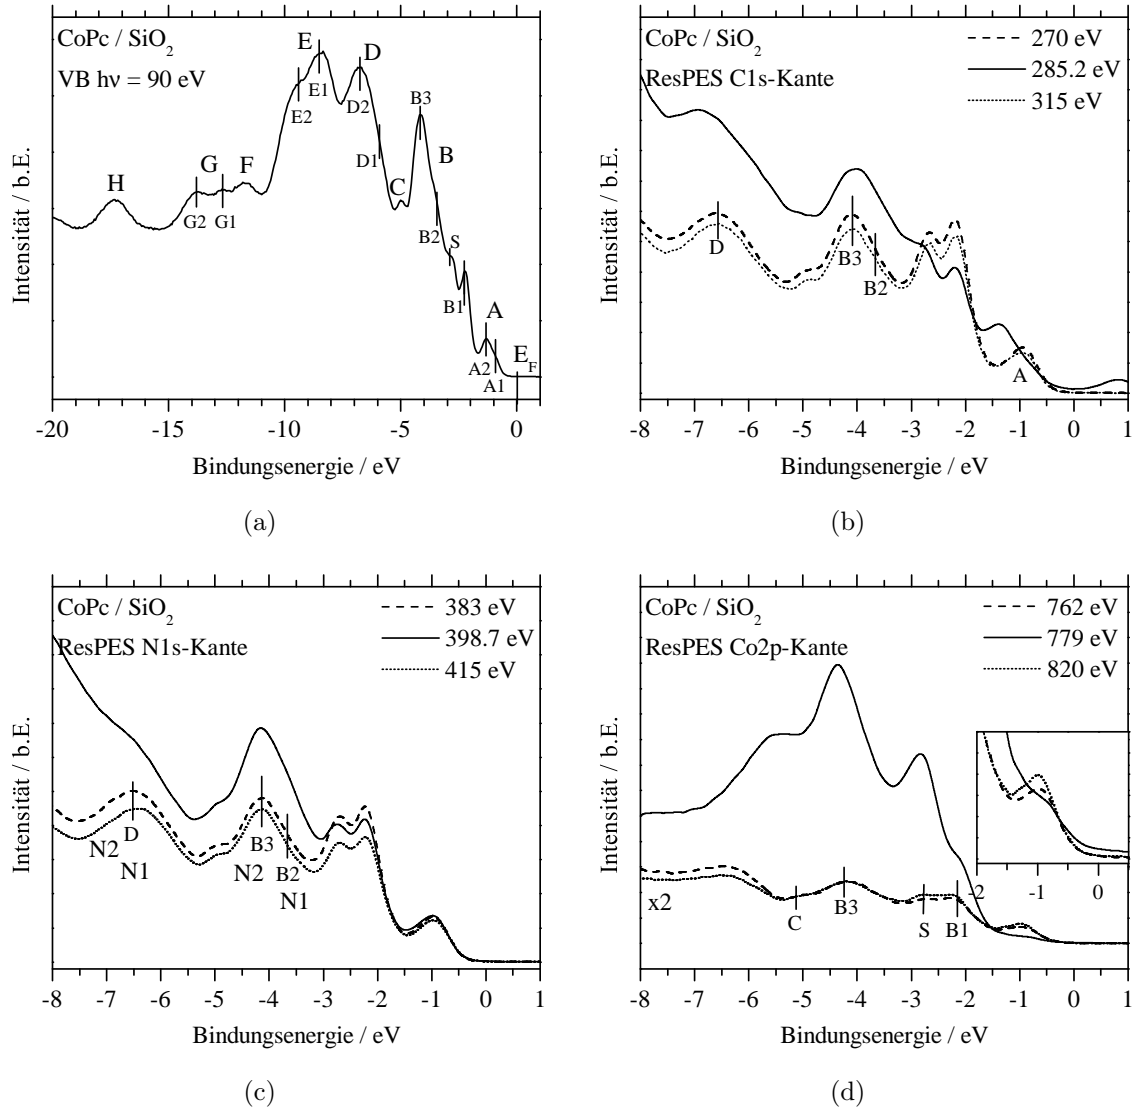 CoPc / SiO2
VB hν = 90 eV
E
D
E1
E2
D2
B3
D1
B
C
H
G
F
G2
G1
B2
S
B1
A
A2
A1
EF
-20
-15
-10
-5
0
Intensität / b.E.
Bindungsenergie / eV
(a)
CoPc / SiO2
ResPES C1s-Kante
270 eV
285.2 eV
315 eV
D
B3
B2
A
-8
-7
-6
-5
-4
-3
-2
-1
0
1
Intensität / b.E.
Bindungsenergie / eV
(b)
CoPc / SiO2
ResPES N1s-Kante
383 eV
398.7 eV
415 eV
D
N2
N1
B3
B2
N2
N1
-8
-7
-6
-5
-4
-3
-2
-1
0
1
Intensität / b.E.
Bindungsenergie / eV
(c)
CoPc / SiO2
ResPES Co2p-Kante
762 eV
779 eV
820 eV
-2
-1
0
x2
C
B3
S
B1
-8
-7
-6
-5
-4
-3
-2
-1
0
1
Intensität / b.E.
Bindungsenergie / eV
(d)